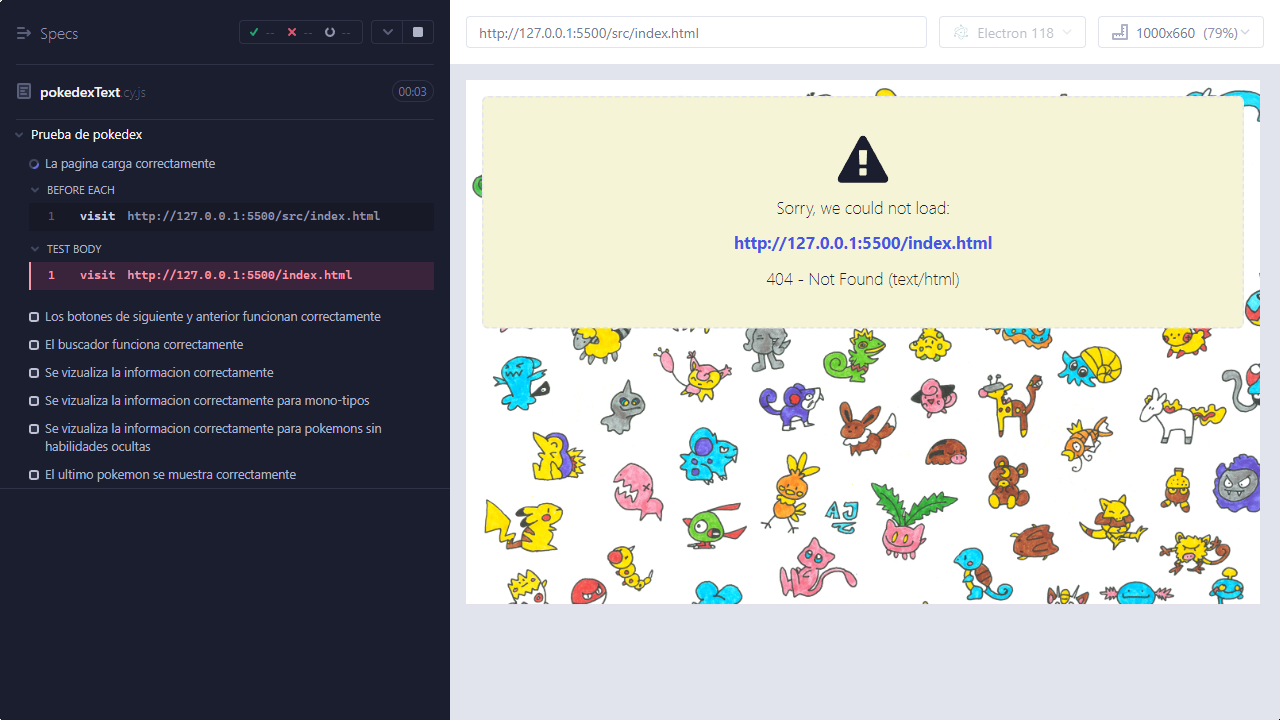 Specs
--
--
--
http://127.0.0.1:5500/src/index.html
Electron 118
1000x660 (79%)
pokedexText.cy.js
00:03
Prueba de pokedex
La pagina carga correctamente
BEFORE EACH
1 visit http://127.0.0.1:5500/src/index.html
TEST BODY
1 visit http://127.0.0.1:5500/index.html
Los botones de siguiente y anterior funcionan correctamente
El buscador funciona correctamente
Se vizualiza la informacion correctamente
Se vizualiza la informacion correctamente para mono-tipos
Se vizualiza la informacion correctamente para pokemons sin
habilidades ocultas
El ultimo pokemon se muestra correctamente
Sorry, we could not load:
http://127.0.0.1:5500/index.html
404 - Not Found (text/html)
AJ